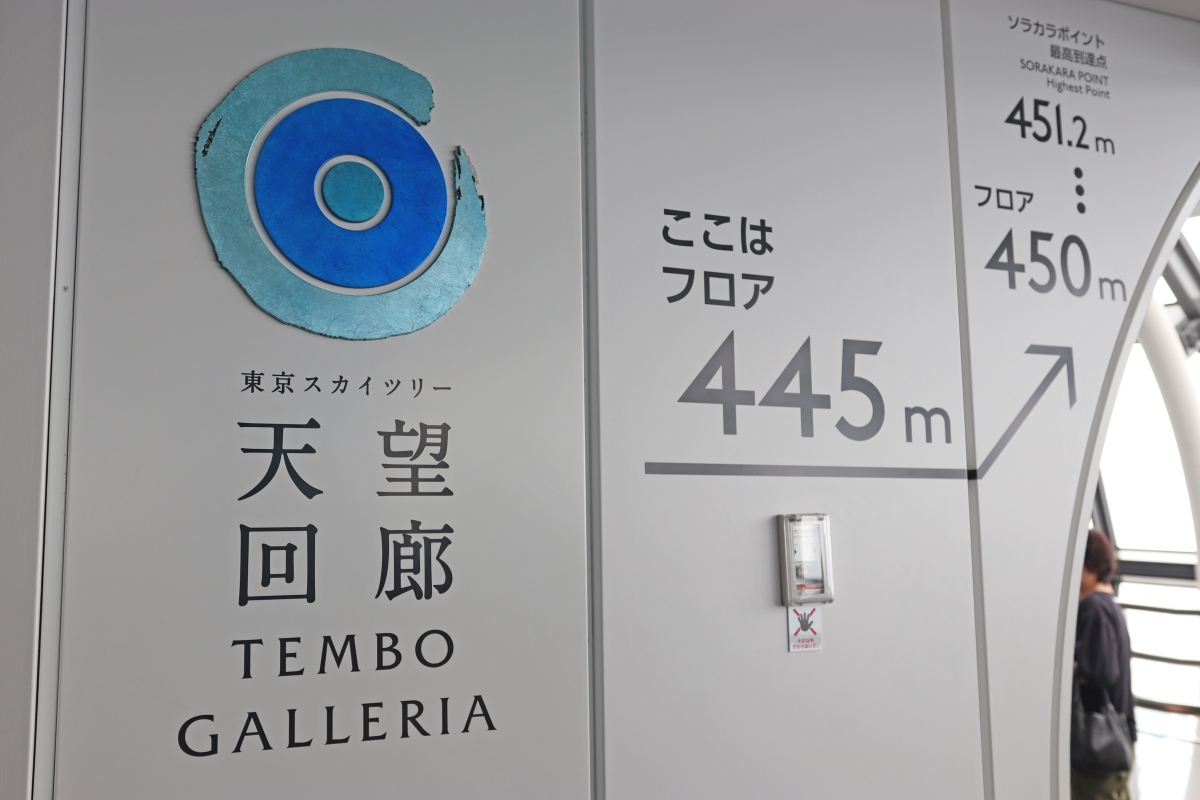 東京スカイツリー
天望
回廊
TEMBO
GALLERIA
ここは
フロア
445m
ソラカラポイント
最高到達点
SORAKARA POINT
Highest Point
451.2m
フロア
450m